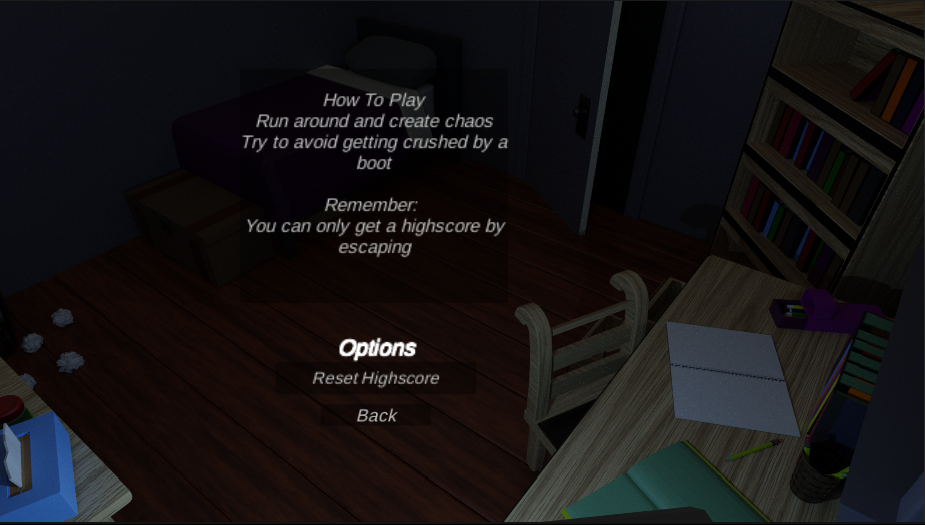 How To Play
Run around and create chaos
Try to avoid getting crushed by a
boot
Remember:
You can only get a highscore by
escaping
Options
Reset Highscore
Back